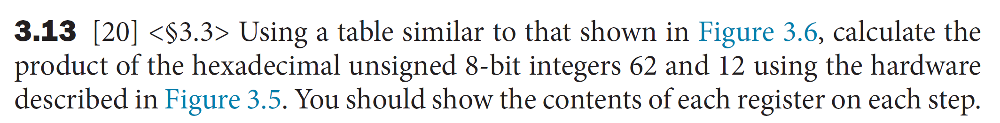 3.13 [20] <§3.3> Using a table similar to that shown in Figure 3.6, calculate the
product of the hexadecimal unsigned 8-bit integers 62 and 12 using the hardware
described in Figure 3.5. You should show the contents of each register on each step.